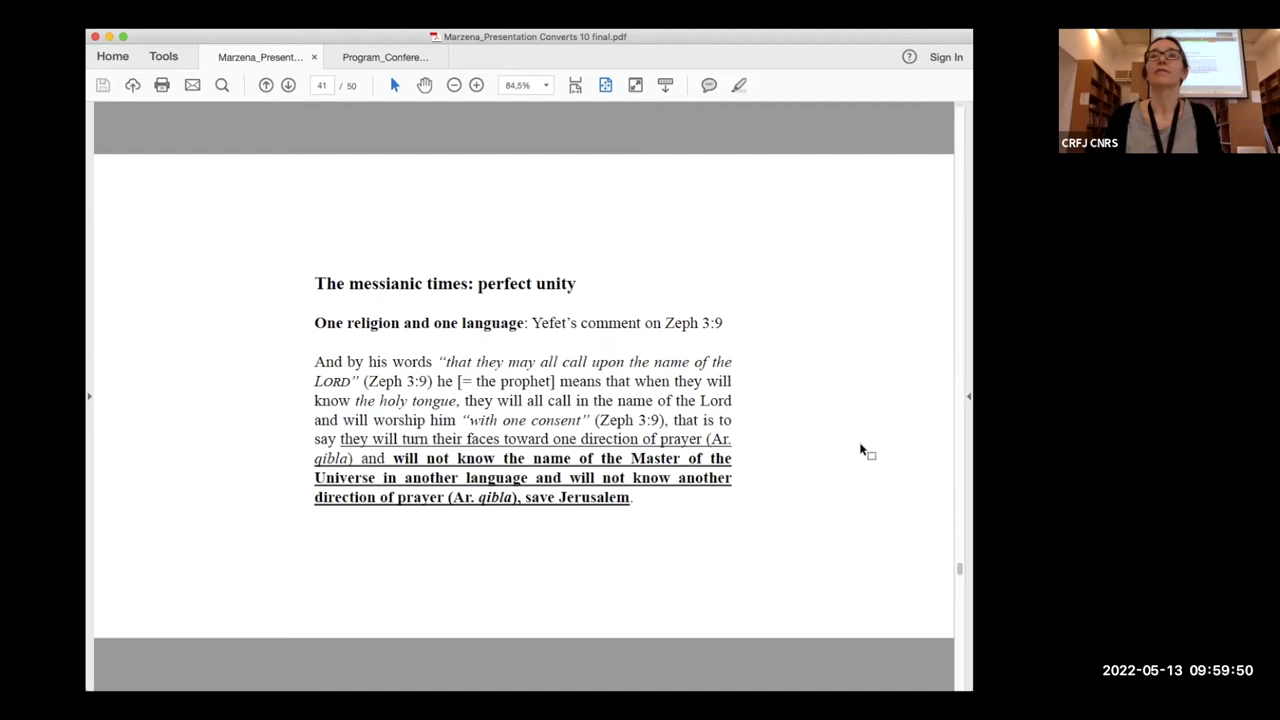 Marzena_Presentation Converts 10 final.pdf
Home Tools Marzena_Present... × Program_Confere... ? Sign In
41 / 50 84,5%
CRFJ CNRS
The messianic times: perfect unity
One religion and one language: Yefet’s comment on Zeph 3:9
And by his words “that they may all call upon the name of the
LORD” (Zeph 3:9) he [= the prophet] means that when they will
know the holy tongue, they will all call in the name of the Lord
and will worship him “with one consent” (Zeph 3:9), that is to
say they will turn their faces toward one direction of prayer (Ar.
qibla) and will not know the name of the Master of the
Universe in another language and will not know another
direction of prayer (Ar. qibla), save Jerusalem.
2022-05-13 09:59:50